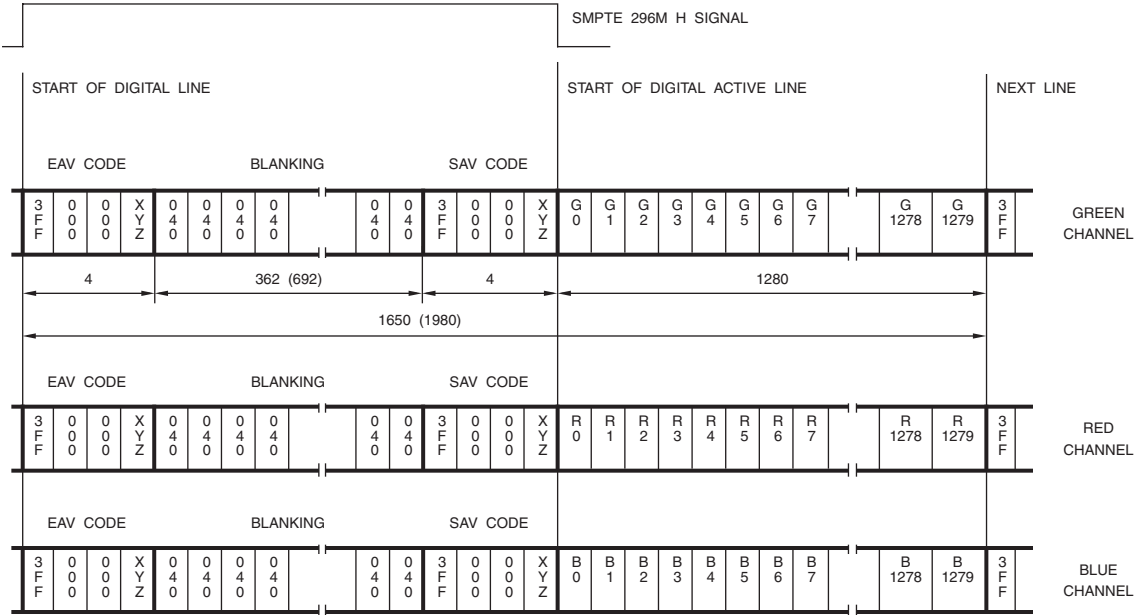 SMPTE 296M H SIGNAL
START OF DIGITAL LINE START OF DIGITAL ACTIVE LINE NEXT LINE
EAV CODE BLANKING SAV CODE
3FF 000 000 XYZ 040 040 040 040 040 040 3FF 000 000 XYZ G0 G1 G2 G3 G4 G5 G6 G7 G1278 G1279 3FF GREEN CHANNEL
4 362 (692) 4 1280
1650 (1980)
EAV CODE BLANKING SAV CODE
3FF 000 000 XYZ 040 040 040 040 040 040 3FF 000 000 XYZ R0 R1 R2 R3 R4 R5 R6 R7 R1278 R1279 3FF RED CHANNEL
EAV CODE BLANKING SAV CODE
3FF 000 000 XYZ 040 040 040 040 040 040 3FF 000 000 XYZ B0 B1 B2 B3 B4 B5 B6 B7 B1278 B1279 3FF BLUE CHANNEL